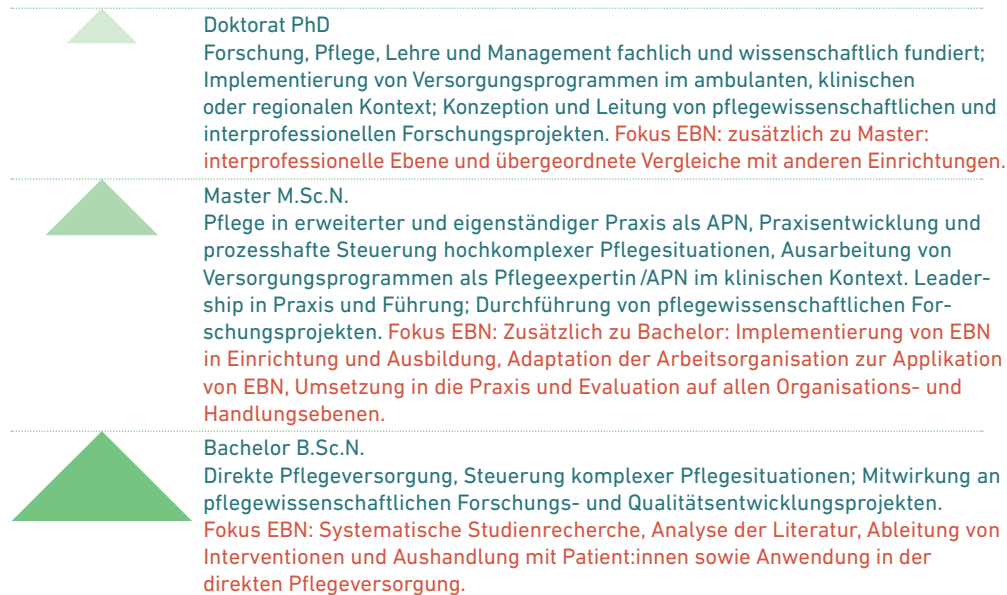 Doktorat PhD
Forschung, Pflege, Lehre und Management fachlich und wissenschaftlich fundiert;
Implementierung von Versorgungsprogrammen im ambulanten, klinischen
oder regionalen Kontext; Konzeption und Leitung von pflegewissenschaftlichen und
interprofessionellen Forschungsprojekten. Fokus EBN: zusätzlich zu Master:
interprofessionelle Ebene und übergeordnete Vergleiche mit anderen Einrichtungen.
Master M.Sc.N.
Pflege in erweiterter und eigenständiger Praxis als APN, Praxisentwicklung und
prozesshafte Steuerung hochkomplexer Pflegesituationen, Ausarbeitung von
Versorgungsprogrammen als Pflegeexpertin/APN im klinischen Kontext. Leader-
ship in Praxis und Führung; Durchführung von pflegewissenschaftlichen For-
schungsprojekten. Fokus EBN: Zusätzlich zu Bachelor: Implementierung von EBN
in Einrichtung und Ausbildung, Adaptation der Arbeitsorganisation zur Applikation
von EBN, Umsetzung in die Praxis und Evaluation auf allen Organisations- und
Handlungsebenen.
Bachelor B.Sc.N.
Direkte Pflegeversorgung, Steuerung komplexer Pflegesituationen; Mitwirkung an
pflegewissenschaftlichen Forschungs- und Qualitätsentwicklungsprojekten.
Fokus EBN: Systematische Studienrecherche, Analyse der Literatur, Ableitung von
Interventionen und Aushandlung mit Patient:innen sowie Anwendung in der
direkten Pflegeversorgung.